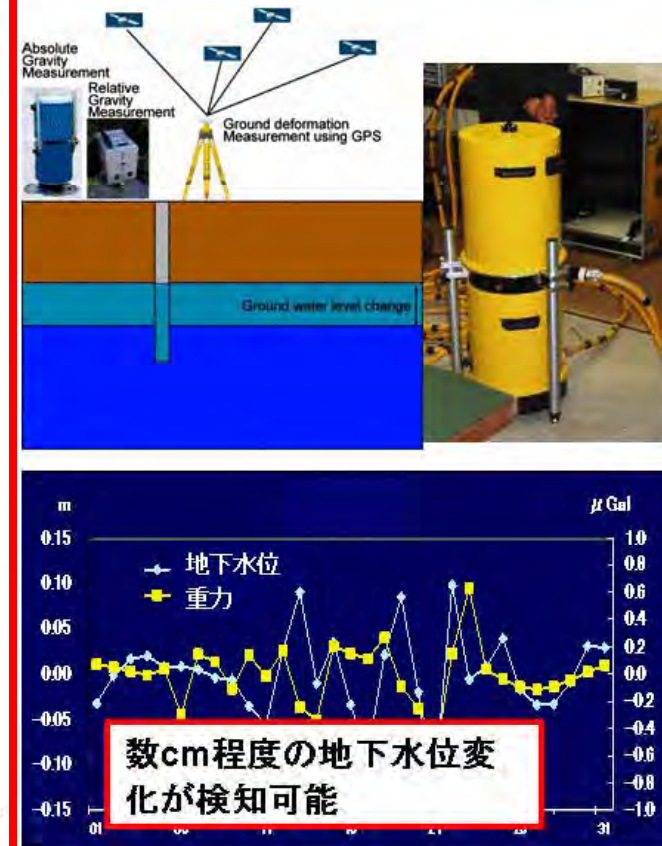 Absolute
Gravity
Measurement
Relative
Gravity
Measurement
Ground deformation
Measurement using GPS
Ground water level change
m
μ Gal
0.15
0.10
0.05
0.00
-0.05
-0.10
-0.15
地下水位
重力
1.0
0.8
0.6
0.4
0.2
0.0
-0.2
-0.4
-0.6
-0.8
-1.0
数cm程度の地下水位変
化が検知可能
01
31